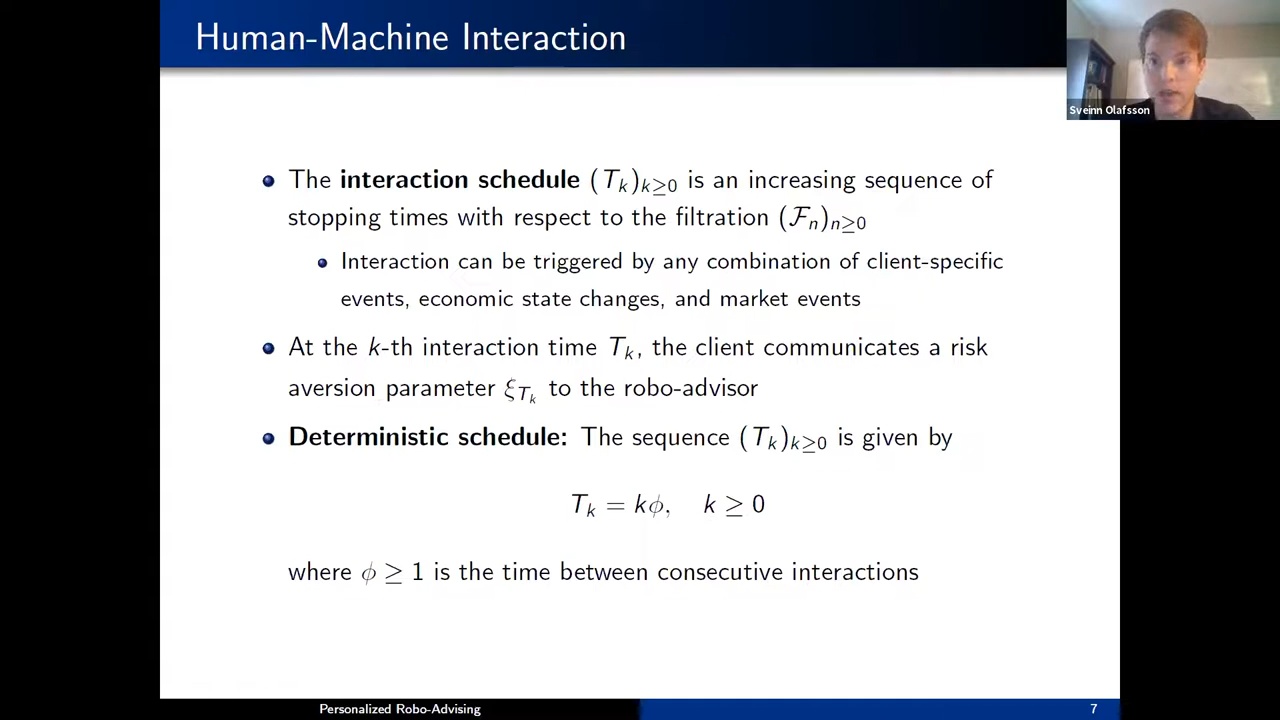 Human-Machine Interaction
Sveinn Olafsson
The interaction schedule (T_k)_{k≥0} is an increasing sequence of
stopping times with respect to the filtration (ℱ_n)_{n≥0}
Interaction can be triggered by any combination of client-specific
events, economic state changes, and market events
At the k-th interaction time T_k, the client communicates a risk
aversion parameter ξ_{T_k} to the robo-advisor
Deterministic schedule: The sequence (T_k)_{k≥0} is given by
T_k = kϕ, k ≥ 0
where ϕ ≥ 1 is the time between consecutive interactions
Personalized Robo-Advising
7